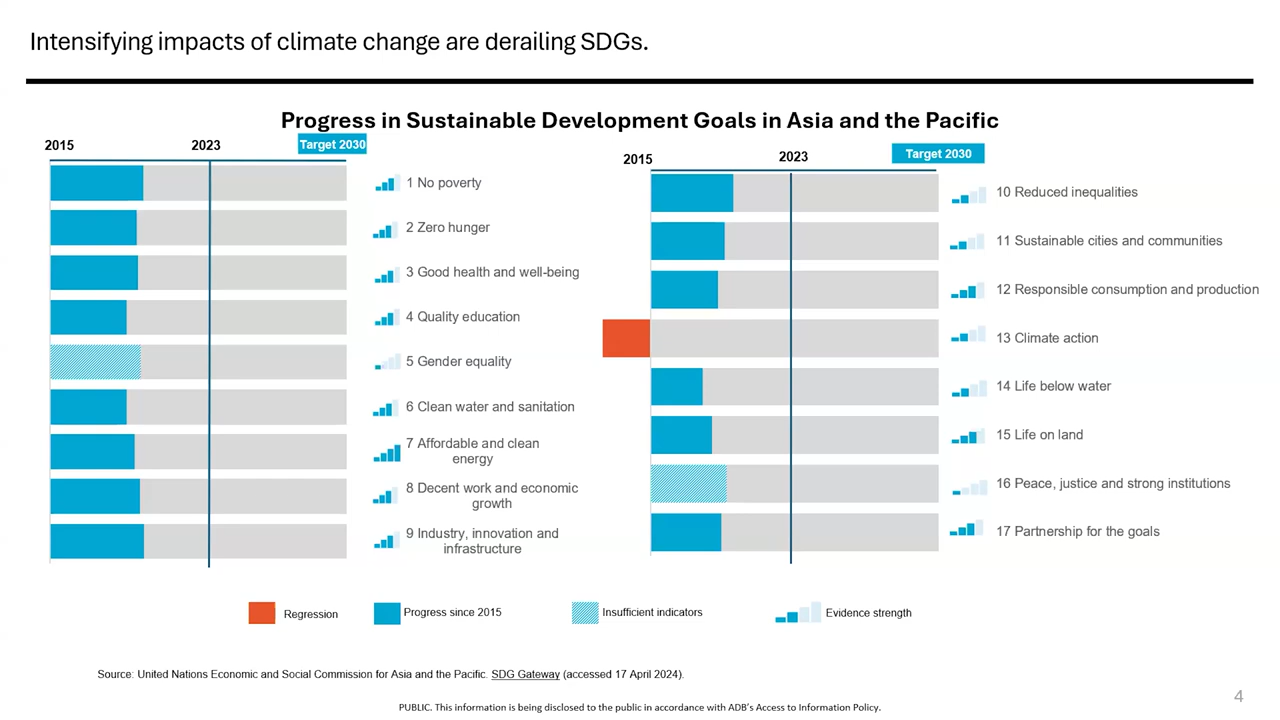 Intensifying impacts of climate change are derailing SDGs.
Progress in Sustainable Development Goals in Asia and the Pacific
2015
2023
Target 2030
1 No poverty
2 Zero hunger
3 Good health and well-being
4 Quality education
5 Gender equality
6 Clean water and sanitation
7 Affordable and clean
energy
8 Decent work and economic
growth
9 Industry, innovation and
infrastructure
2015
2023
Target 2030
10 Reduced inequalities
11 Sustainable cities and communities
12 Responsible consumption and production
13 Climate action
14 Life below water
15 Life on land
16 Peace, justice and strong institutions
17 Partnership for the goals
Regression
Progress since 2015
Insufficient indicators
Evidence strength
Source: United Nations Economic and Social Commission for Asia and the Pacific. SDG Gateway (accessed 17 April 2024).
PUBLIC. This information is being disclosed to the public in accordance with ADB's Access to Information Policy.
4